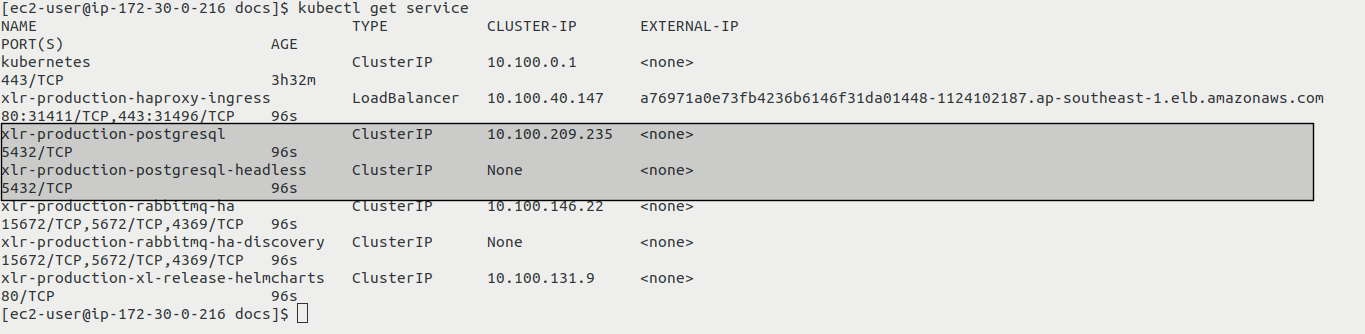 [ec2-user@ip-172-30-0-216 docs]$ kubectl get service
NAME                                   TYPE           CLUSTER-IP       EXTERNAL-IP
PORT(S)                       AGE
kubernetes                             ClusterIP      10.100.0.1       <none>
443/TCP                       3h32m
xlr-production-haproxy-ingress         LoadBalancer   10.100.40.147    a76971a0e73fb4236b6146f31da01448-1124102187.ap-southeast-1.elb.amazonaws.com
80:31411/TCP,443:31496/TCP    96s
xlr-production-postgresql              ClusterIP      10.100.209.235   <none>
5432/TCP                      96s
xlr-production-postgresql-headless     ClusterIP      None             <none>
5432/TCP                      96s
xlr-production-rabbitmq-ha             ClusterIP      10.100.146.22    <none>
15672/TCP,5672/TCP,4369/TCP   96s
xlr-production-rabbitmq-ha-discovery   ClusterIP      None             <none>
15672/TCP,5672/TCP,4369/TCP   96s
xlr-production-xl-release-helmcharts   ClusterIP      10.100.131.9     <none>
80/TCP                        96s
[ec2-user@ip-172-30-0-216 docs]$